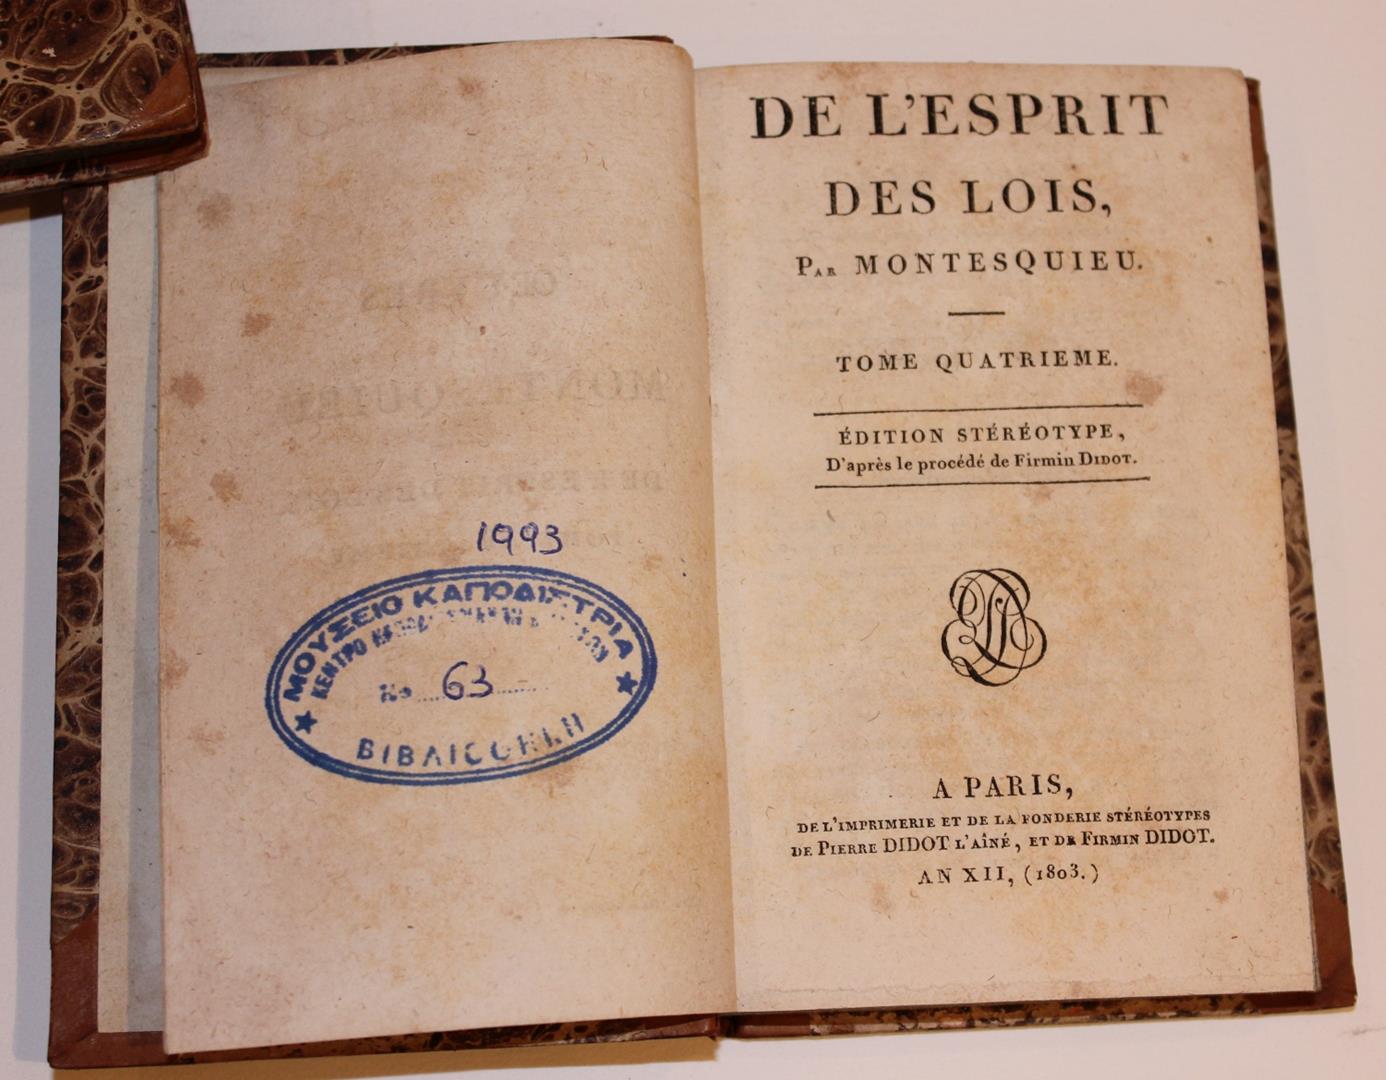 1993
ΜΟΥΣΕΙΟ ΚΑΠΟΔΙΣΤΡΙΑ
ΚΕΝΤΡΟ
No 63
ΒΙΒΛΙΟΘΗΚΗ
DE L'ESPRIT
DES LOIS,
PAR MONTESQUIEU.
TOME QUATRIEME.
ÉDITION STÉRÉOTYPE,
D'après le procédé de Firmin DIDOT.
A PARIS,
DE L'IMPRIMERIE ET DE LA FONDERIE STÉRÉOTYPES
DE PIERRE DIDOT L'AÎNÉ, ET DE FIRMIN DIDOT.
AN XII, (1803.)